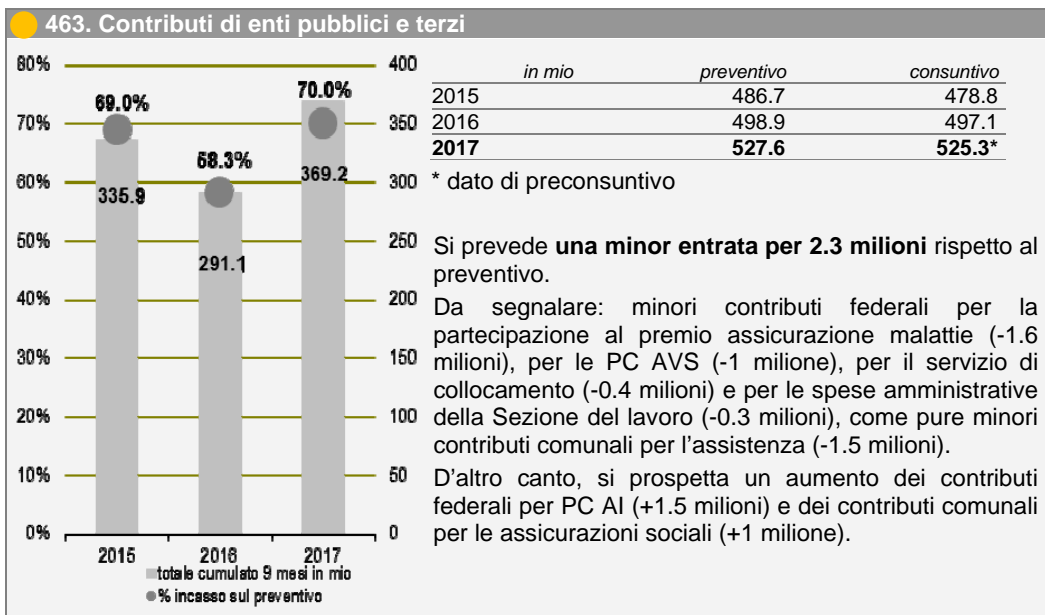 463. Contributi di enti pubblici e terzi
80% 400
70% 350
60% 300
50% 250
40% 200
30% 150
20% 100
10% 50
0% 0
69.0% 58.3% 70.0%
335.9 291.1 369.2
2015 2016 2017
totale cumulato 9 mesi in mio
% incasso sul preventivo
in mio preventivo consuntivo
2015 486.7 478.8
2016 498.9 497.1
2017 527.6 525.3*
* dato di preconsuntivo
Si prevede una minor entrata per 2.3 milioni rispetto al
preventivo.
Da segnalare: minori contributi federali per la
partecipazione al premio assicurazione malattie (-1.6
milioni), per le PC AVS (-1 milione), per il servizio di
collocamento (-0.4 milioni) e per le spese amministrative
della Sezione del lavoro (-0.3 milioni), come pure minori
contributi comunali per l'assistenza (-1.5 milioni).
D'altro canto, si prospetta un aumento dei contributi
federali per PC AI (+1.5 milioni) e dei contributi comunali
per le assicurazioni sociali (+1 milione).